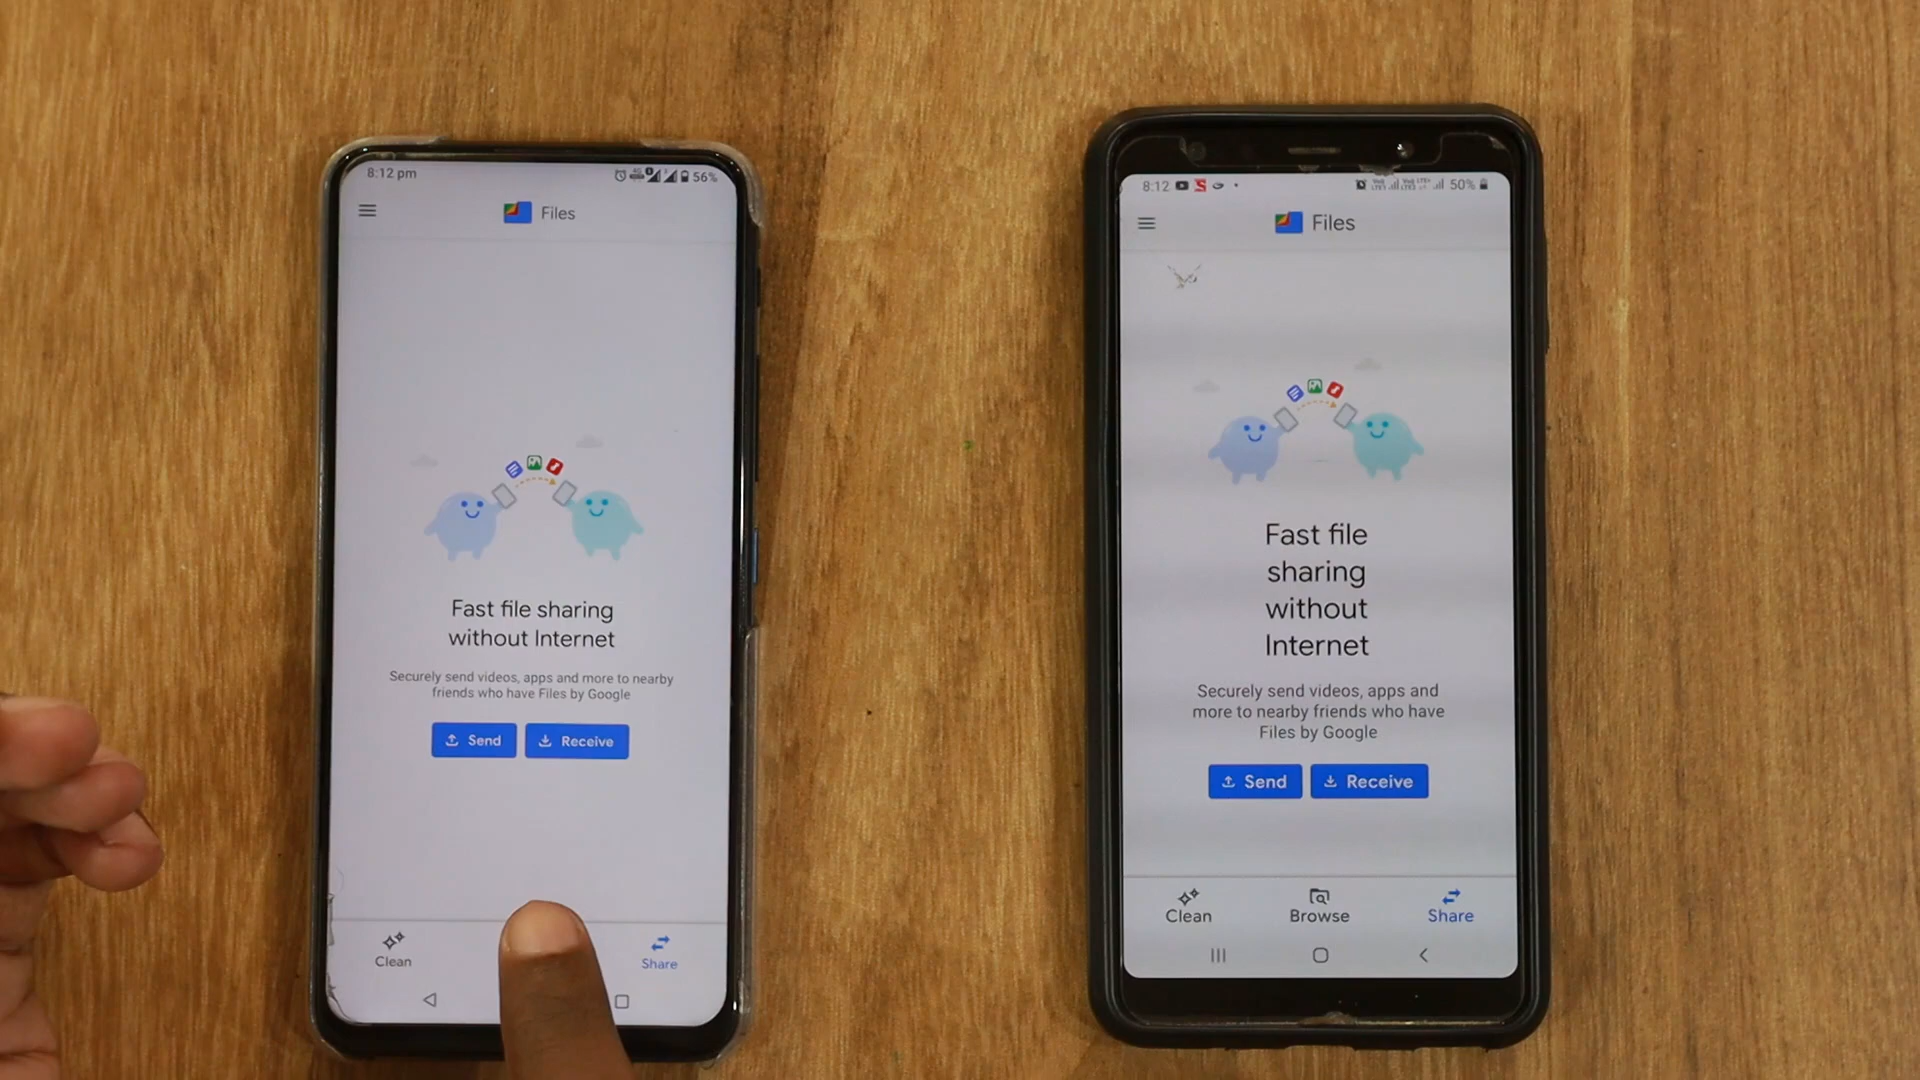 8:12 pm
56%
Files
Fast file sharing
without Internet
Securely send videos, apps and more to nearby
friends who have Files by Google
Send
Receive
Clean
Share
8:12
50%
Files
Fast file
sharing
without
Internet
Securely send videos, apps and
more to nearby friends who have
Files by Google
Send
Receive
Clean
Browse
Share